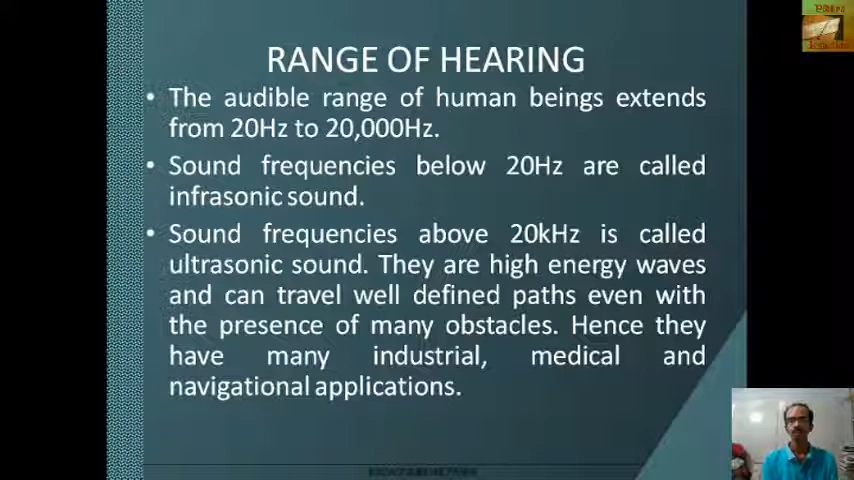 RANGE OF HEARING
• The audible range of human beings extends
from 20Hz to 20,000Hz.
• Sound frequencies below 20Hz are called
infrasonic sound.
• Sound frequencies above 20kHz is called
ultrasonic sound. They are high energy waves
and can travel well defined paths even with
the presence of many obstacles. Hence they
have many industrial, medical and
navigational applications.